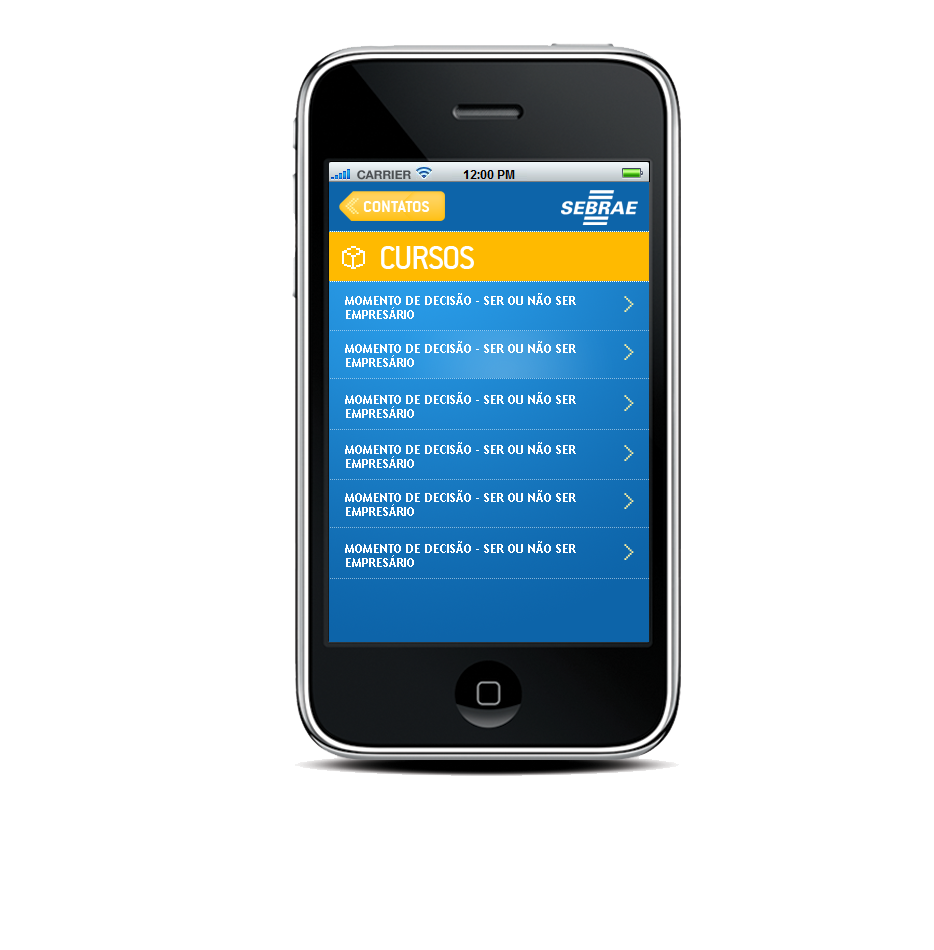 CARRIER 12:00 PM
CONTATOS SEBRAE
CURSOS
MOMENTO DE DECISÃO - SER OU NÃO SER
EMPRESÁRIO
MOMENTO DE DECISÃO - SER OU NÃO SER
EMPRESÁRIO
MOMENTO DE DECISÃO - SER OU NÃO SER
EMPRESÁRIO
MOMENTO DE DECISÃO - SER OU NÃO SER
EMPRESÁRIO
MOMENTO DE DECISÃO - SER OU NÃO SER
EMPRESÁRIO
MOMENTO DE DECISÃO - SER OU NÃO SER
EMPRESÁRIO